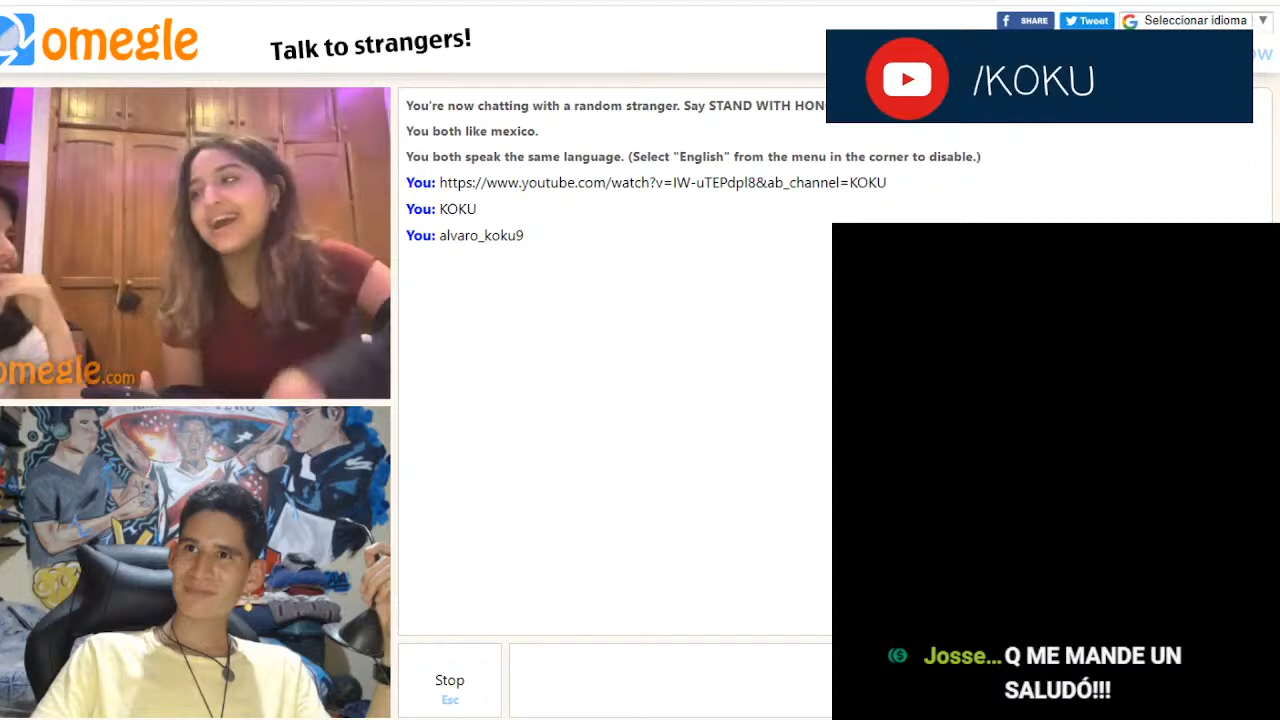 omegle
Talk to strangers!
SHARE
Tweet
Seleccionar idioma
/KOKU
You're now chatting with a random stranger. Say STAND WITH HON
You both like mexico.
You both speak the same language. (Select "English" from the menu in the corner to disable.)
You: https://www.youtube.com/watch?v=IW-uTEPdpl8&ab_channel=KOKU
You: KOKU
You: alvaro_koku9
omegle.com
Stop
Esc
Josse... Q ME MANDE UN
SALUDÓ!!!